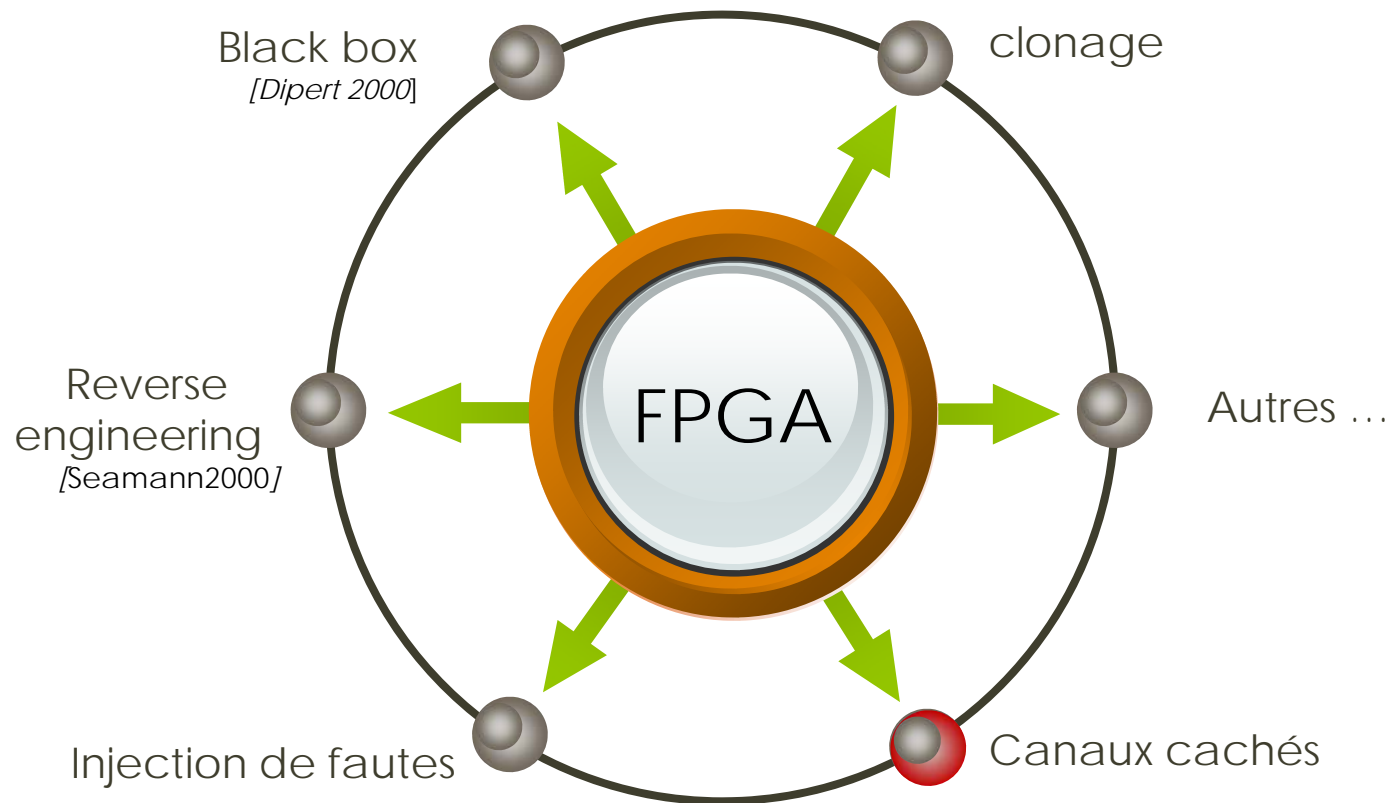 Black box
[Dipert 2000]
clonage
Reverse
engineering
[Seamann2000]
FPGA
Autres …
Injection de fautes
Canaux cachés